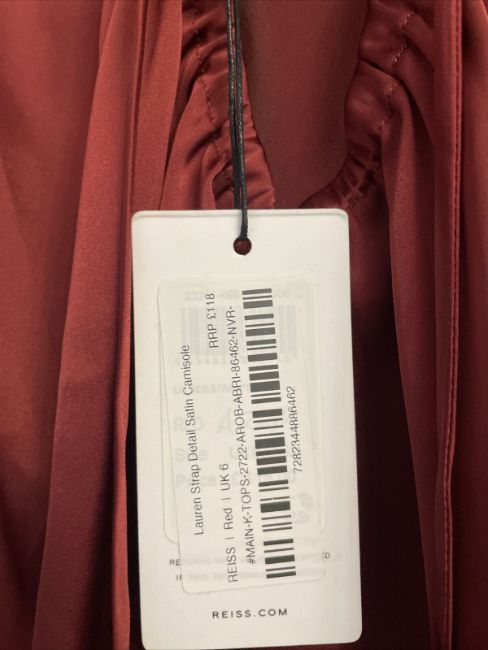 Lauren Strap Detail Satin Camisole
RRP £118
REISS | Red | UK 6
#MAIN-K-TOPS-2722-AROB-ABRI-86462-NVR-
7282344886462
REISS.COM